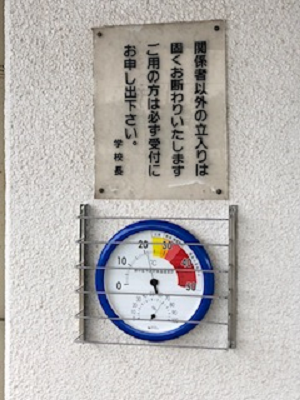 関係者以外の立入りは
固くお断わりいたします
ご用の方は必ず受付に
お申し出下さい。
学校長
0
10
20
30
40
50